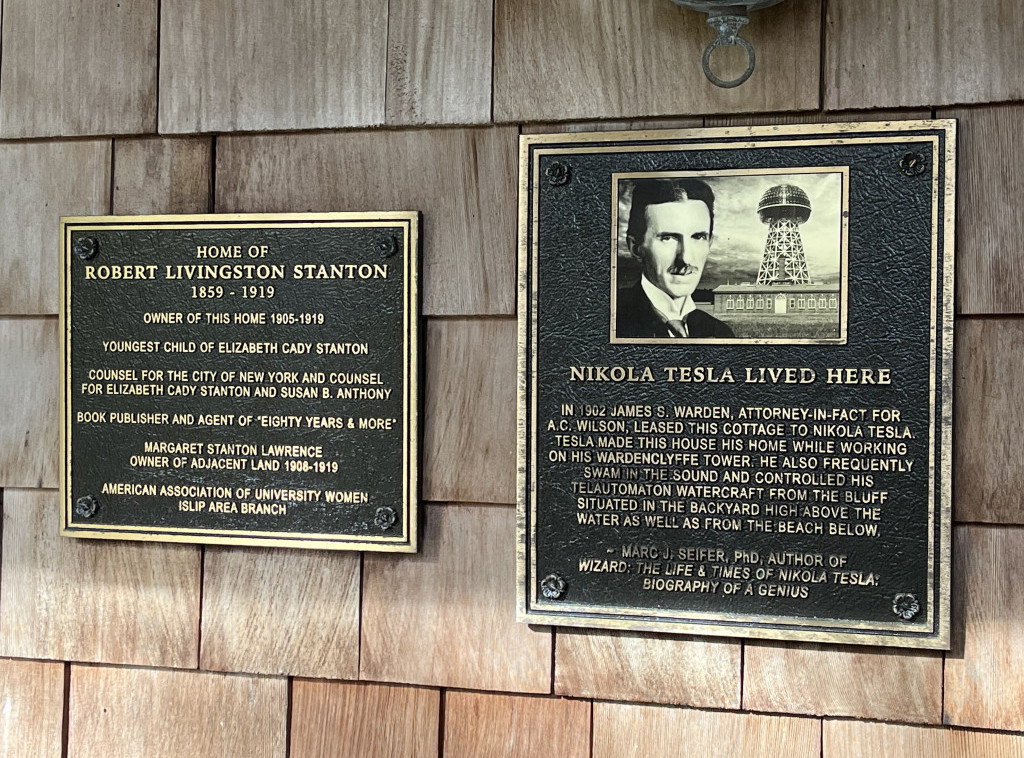 HOME OF
ROBERT LIVINGSTON STANTON
1859 - 1919
OWNER OF THIS HOME 1905-1919
YOUNGEST CHILD OF ELIZABETH CADY STANTON
COUNSEL FOR THE CITY OF NEW YORK AND COUNSEL
FOR ELIZABETH CADY STANTON AND SUSAN B. ANTHONY
BOOK PUBLISHER AND AGENT OF "EIGHTY YEARS & MORE"
MARGARET STANTON LAWRENCE
OWNER OF ADJACENT LAND 1908-1919
AMERICAN ASSOCIATION OF UNIVERSITY WOMEN
ISLIP AREA BRANCH
NIKOLA TESLA LIVED HERE
IN 1902 JAMES S. WARDEN, ATTORNEY-IN-FACT FOR
A.C. WILSON, LEASED THIS COTTAGE TO NIKOLA TESLA.
TESLA MADE THIS HOUSE HIS HOME WHILE WORKING
ON HIS WARDENCLYFFE TOWER. HE ALSO FREQUENTLY
SWAM IN THE SOUND AND CONTROLLED HIS
TELAUTOMATON WATERCRAFT FROM THE BLUFF
SITUATED IN THE BACKYARD HIGH ABOVE THE
WATER AS WELL AS FROM THE BEACH BELOW.
~ MARC J. SEIFER, PhD, AUTHOR OF
WIZARD: THE LIFE & TIMES OF NIKOLA TESLA:
BIOGRAPHY OF A GENIUS